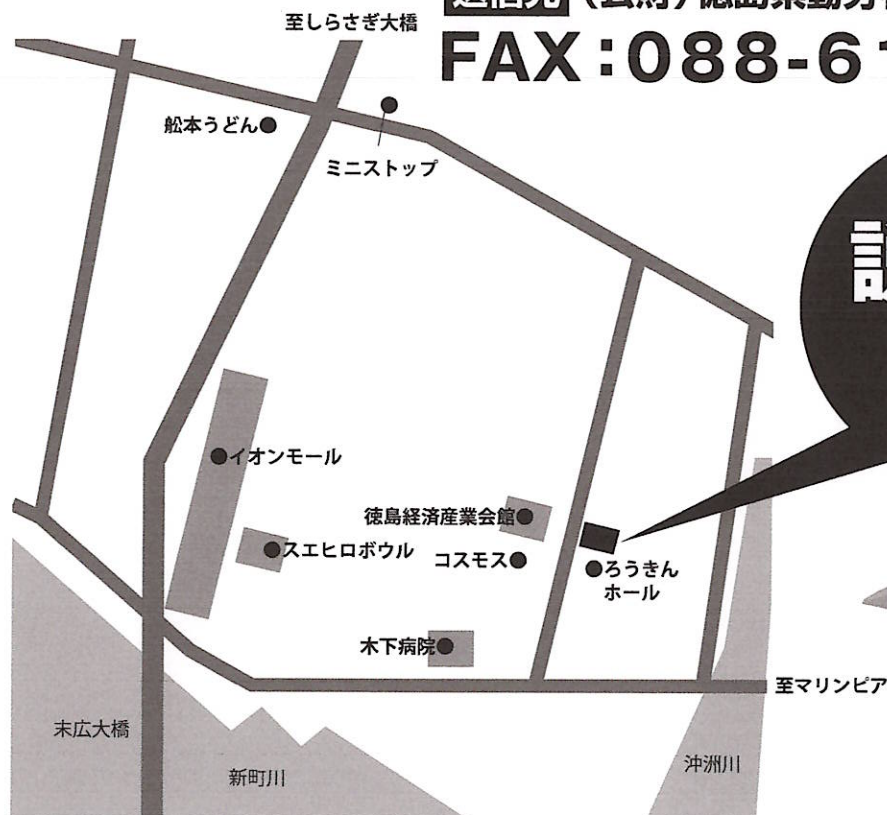 至しらさぎ大橋
FAX：088-61
舩本うどん
ミニストップ
イオンモール
徳島経済産業会館
スエヒロボウル
コスモス
ろうきん
ホール
木下病院
至マリンピア
末広大橋
新町川
沖洲川